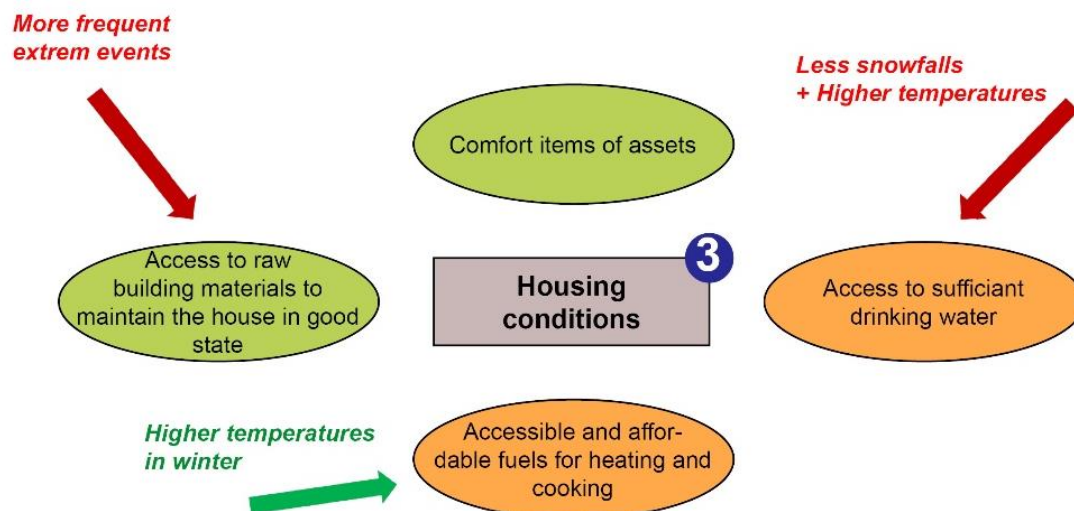 More frequent
extrem events
Less snowfalls
+ Higher temperatures
Comfort items of assets
Access to raw
building materials to
maintain the house in good
state
3
Housing
conditions
Access to sufficiant
drinking water
Higher temperatures
in winter
Accessible and affor-
dable fuels for heating and
cooking